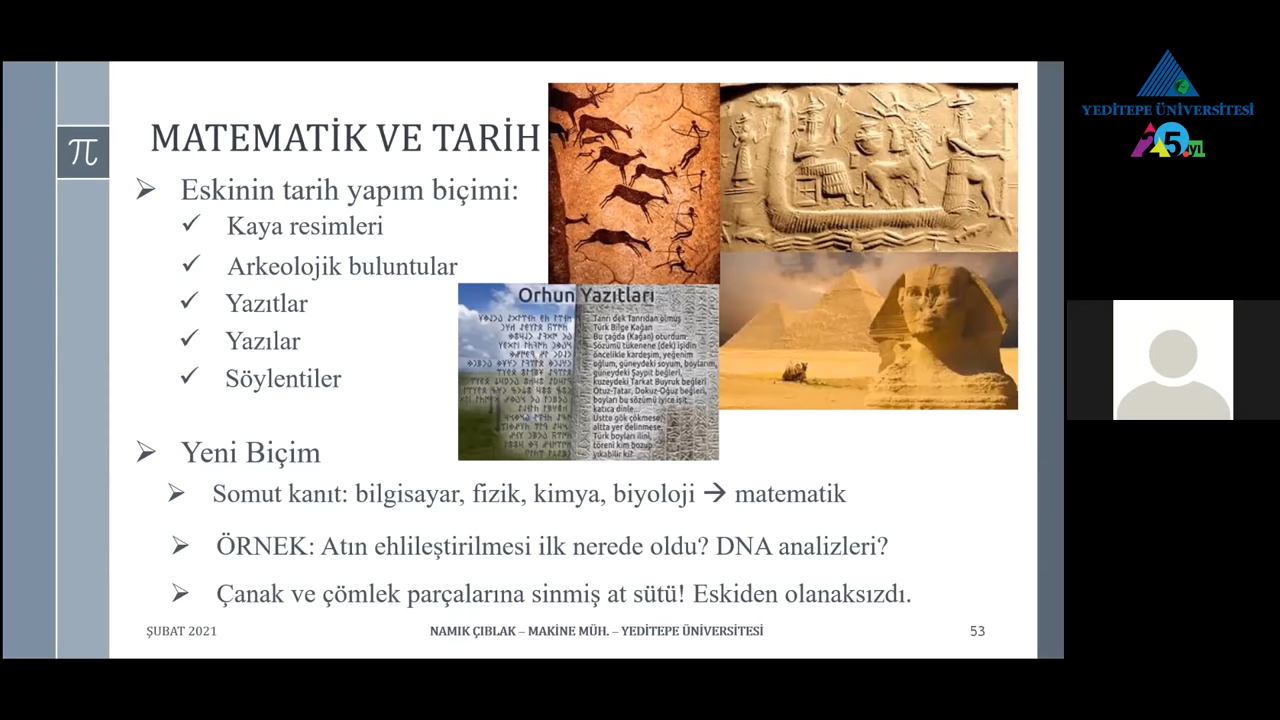 YEDİTEPE ÜNİVERSİTESİ
25.yıl
π
MATEMATİK VE TARİH
Eskinin tarih yapım biçimi:
Kaya resimleri
Arkeolojik buluntular
Yazıtlar
Yazılar
Söylentiler
Orhun Yazıtları
Tanrı dek Tanrıdan olmuş
Türk Bilge Kağan
Bu çağda (Kağan) oturdum
Sözümü tükenene (dek) işidin
öncelikle kardeşim, yeğenim
oğlum, güneydeki soyum, boylarım,
güneydeki Şaypıt beğleri,
kuzeydeki Tarkat Buyruk beğleri
Otuz-Tatar, Dokuz-Oğuz beğleri,
boyları bu sözümü iyice işit
katıca dinle.
Üstte gök çökmese,
altta yer delinmese,
Türk boyları ilini,
töreni kim bozup
yıkabilir ki?
Yeni Biçim
Somut kanıt: bilgisayar, fizik, kimya, biyoloji → matematik
ÖRNEK: Atın ehlileştirilmesi ilk nerede oldu? DNA analizleri?
Çanak ve çömlek parçalarına sinmiş at sütü! Eskiden olanaksızdı.
ŞUBAT 2021
NAMIK ÇIBLAK – MAKİNE MÜH. – YEDİTEPE ÜNİVERSİTESİ
53